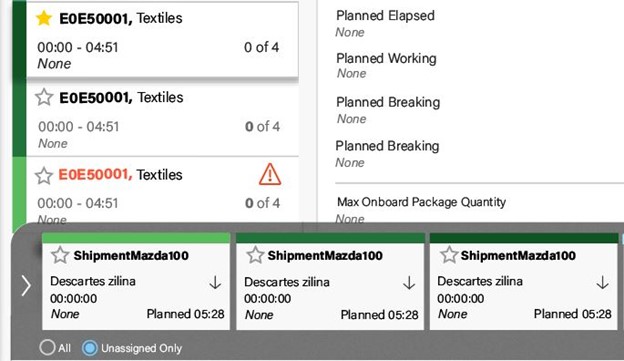 E0E50001, Textiles
00:00 - 04:51 0 of 4
None
E0E50001, Textiles
00:00 - 04:51 0 of 4
None
E0E50001, Textiles
00:00 - 04:51 0 of 4
None
Planned Elapsed
None
Planned Working
None
Planned Breaking
None
Planned Breaking
None
Max Onboard Package Quantity
None
ShipmentMazda100
Descartes zilina
00:00:00
None Planned 05:28
ShipmentMazda100
Descartes zilina
00:00:00
None Planned 05:28
ShipmentMazda100
Descartes zilina
00:00:00
None Planned 05:28
All Unassigned Only